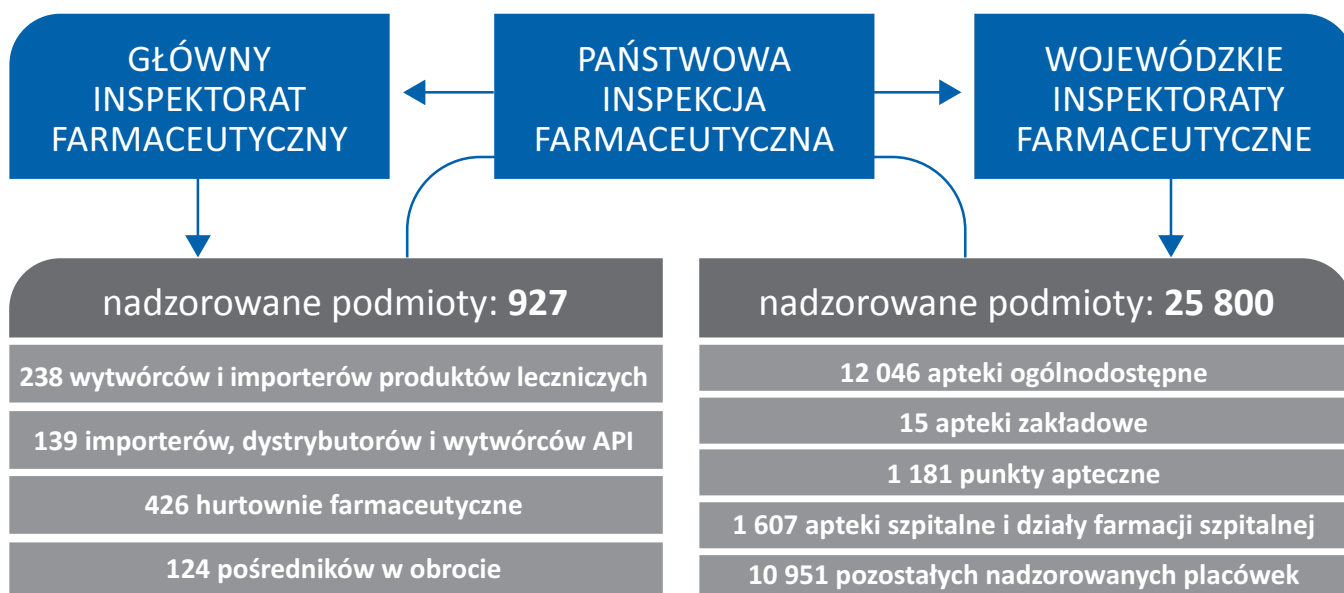 GŁÓWNY
INSPEKTORAT
FARMACEUTYCZNY
PAŃSTWOWA
INSPEKCJA
FARMACEUTYCZNA
WOJEWÓDZKIE
INSPEKTORATY
FARMACEUTYCZNE
nadzorowane podmioty: 927
238 wytwórców i importerów produktów leczniczych
139 importerów, dystrybutorów i wytwórców API
426 hurtownie farmaceutyczne
124 pośredników w obrocie
nadzorowane podmioty: 25 800
12 046 apteki ogólnodostępne
15 apteki zakładowe
1 181 punkty apteczne
1 607 apteki szpitalne i działy farmacji szpitalnej
10 951 pozostałych nadzorowanych placówek